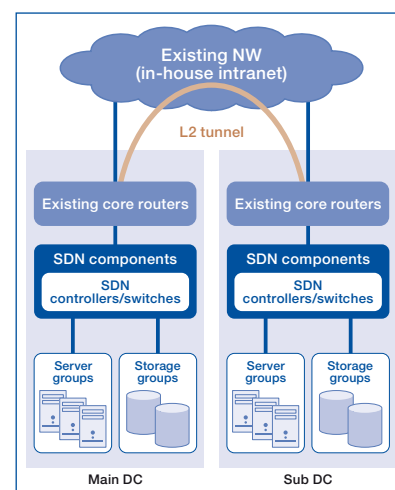 Existing NW
(in-house intranet)
L2 tunnel
Existing core routers
SDN components
SDN
controllers/switches
Server
groups
Storage
groups
Main DC
Existing core routers
SDN components
SDN
controllers/switches
Server
groups
Storage
groups
Sub DC